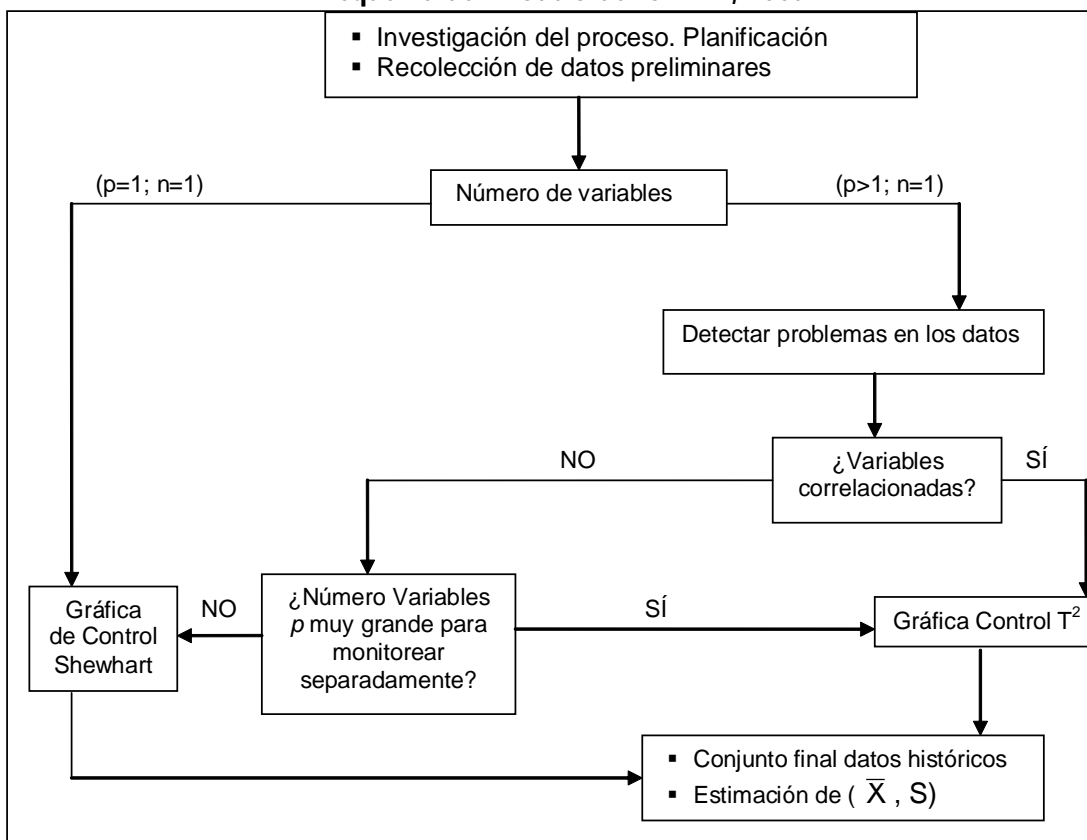 ▪ Investigación del proceso. Planificación
▪ Recolección de datos preliminares
(p=1; n=1)
Número de variables
(p>1; n=1)
Detectar problemas en los datos
NO
¿Variables
correlacionadas?
SÍ
Gráfica
de Control
Shewhart
NO
¿Número Variables
p muy grande para
monitorear
separadamente?
SÍ
Gráfica Control T²
▪ Conjunto final datos históricos
▪ Estimación de ( X̅ , S)